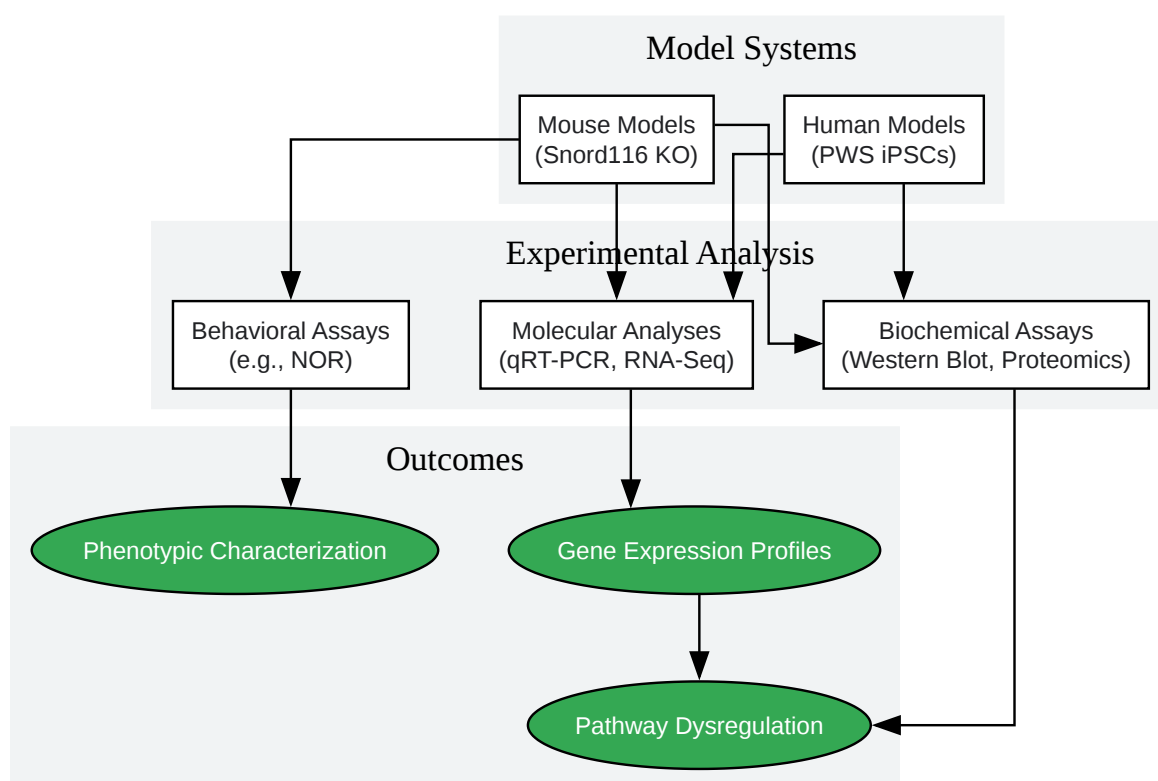 Model Systems
Mouse Models
(Snord116 KO)
Human Models
(PWS iPSCs)
Experimental Analysis
Behavioral Assays
(e.g., NOR)
Molecular Analyses
(qRT-PCR, RNA-Seq)
Biochemical Assays
(Western Blot, Proteomics)
Outcomes
Phenotypic Characterization
Gene Expression Profiles
Pathway Dysregulation